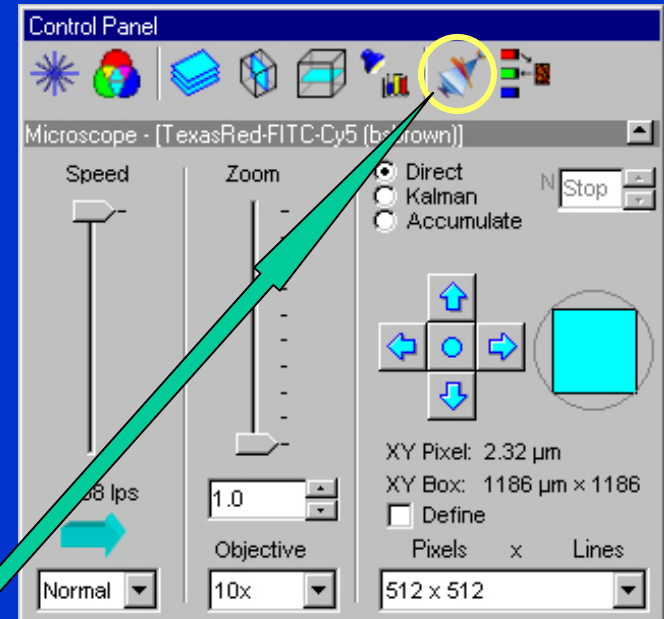 Control Panel
Microscope - [TexasRed-FITC-Cy5 (bsbrown)]
Speed
Zoom
Direct
Kalman
Accumulate
N
Stop
XY Pixel: 2.32 µm
XY Box: 1186 µm × 1186
Define
lps
1.0
Objective
Pixels x Lines
Normal
10x
512 x 512